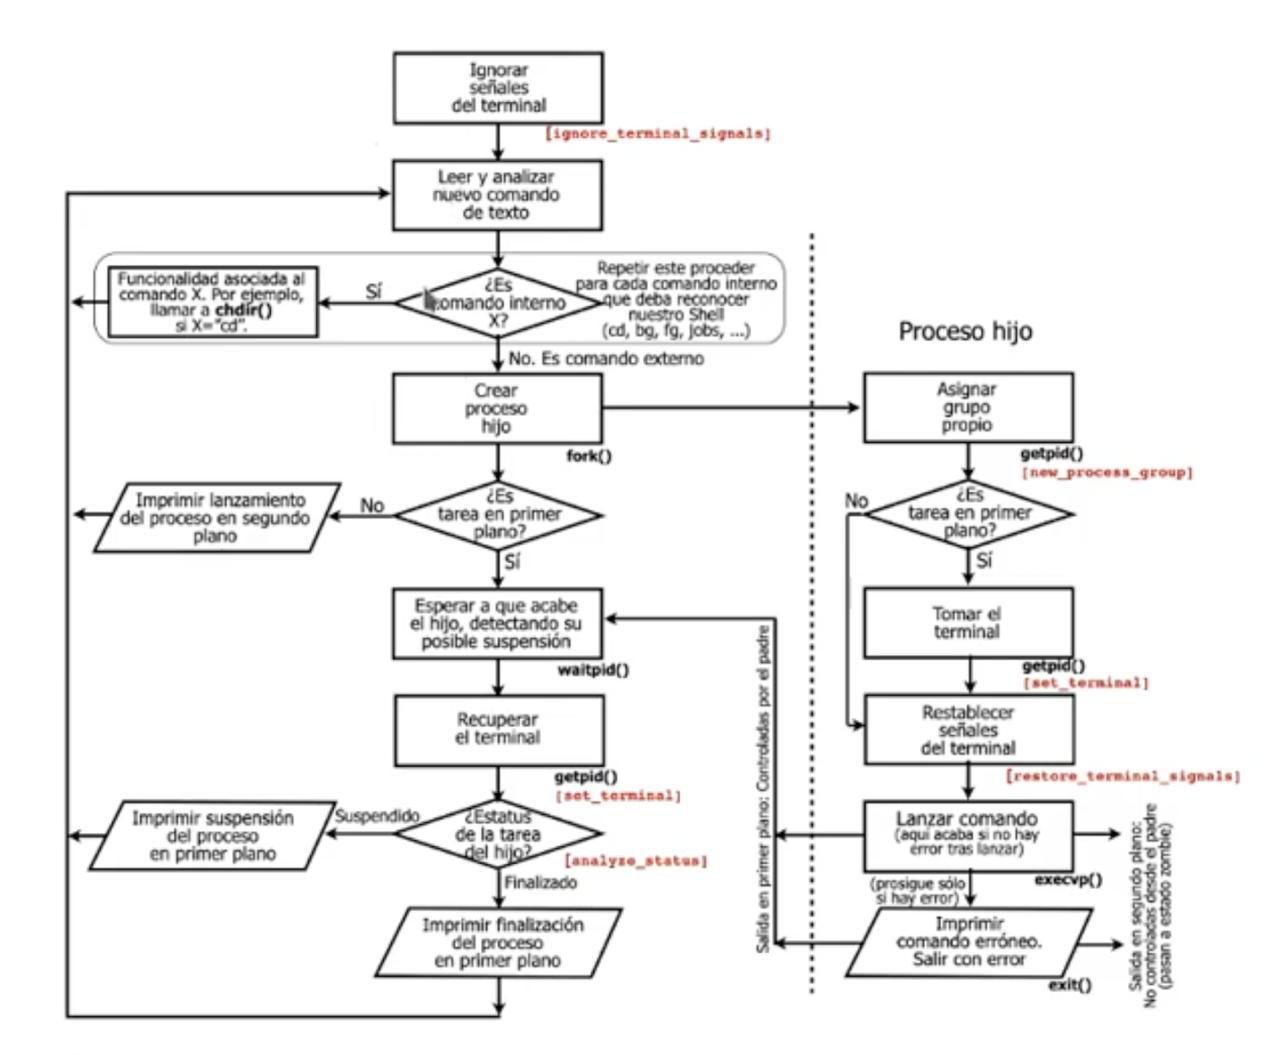 Ignorar
señales
del terminal
[ignore_terminal_signals]
Leer y analizar
nuevo comando
de texto
Funcionalidad asociada al
comando X. Por ejemplo,
llamar a chdir()
si X="cd".
Sí
¿Es
comando interno
X?
Repetir este proceder
para cada comando interno
que deba reconocer
nuestro Shell
(cd, bg, fg, jobs, ...)
No. Es comando externo
Crear
proceso
hijo
fork()
¿Es
tarea en primer
plano?
No
Imprimir lanzamiento
del proceso en segundo
plano
Sí
Esperar a que acabe
el hijo, detectando su
posible suspensión
waitpid()
Recuperar
el terminal
getpid()
[set_terminal]
¿Estatus
de la tarea
del hijo?
[analyze_status]
Suspendido
Imprimir suspensión
del proceso
en primer plano
Finalizado
Imprimir finalización
del proceso
en primer plano
Salida en primer plano: Controladas por el padre
Proceso hijo
Asignar
grupo
propio
getpid()
[new_process_group]
¿Es
tarea en primer
plano?
No
Sí
Tomar el
terminal
getpid()
[set_terminal]
Restablecer
señales
del terminal
[restore_terminal_signals]
Lanzar comando
(aquí acaba si no hay
error tras lanzar)
execvp()
(prosigue sólo
si hay error)
Imprimir
comando erróneo.
Salir con error
exit()
Salida en segundo plano:
No controladas desde el padre
(pasan a estado zombie)